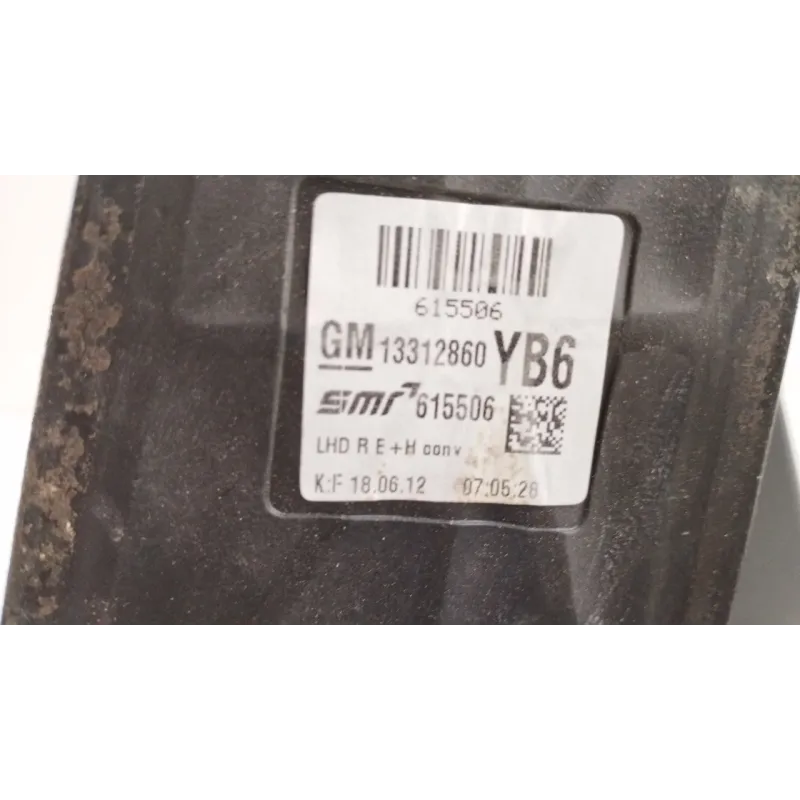 615506
GM 13312860 YB6
SMR 615506
LHD R E+H conv
K:F 18.06.12 07:05:28